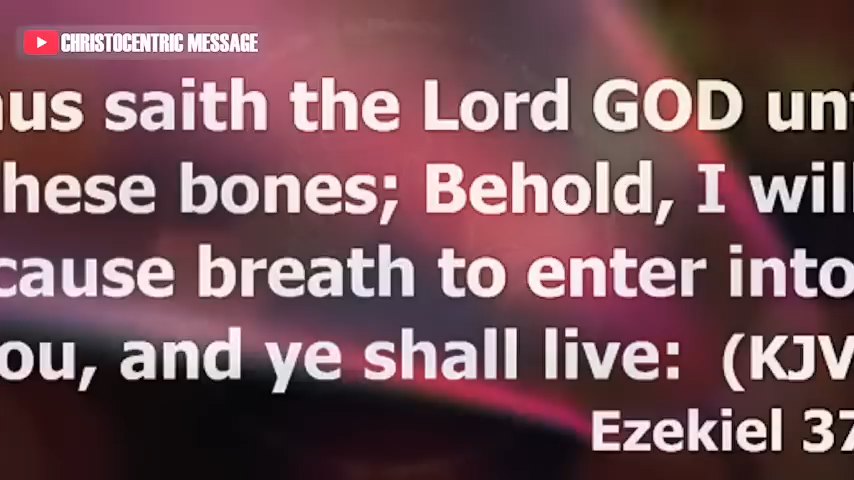 CHRISTOCENTRIC MESSAGE
us saith the Lord GOD unt
hese bones; Behold, I will
cause breath to enter into
ou, and ye shall live: (KJV
Ezekiel 37